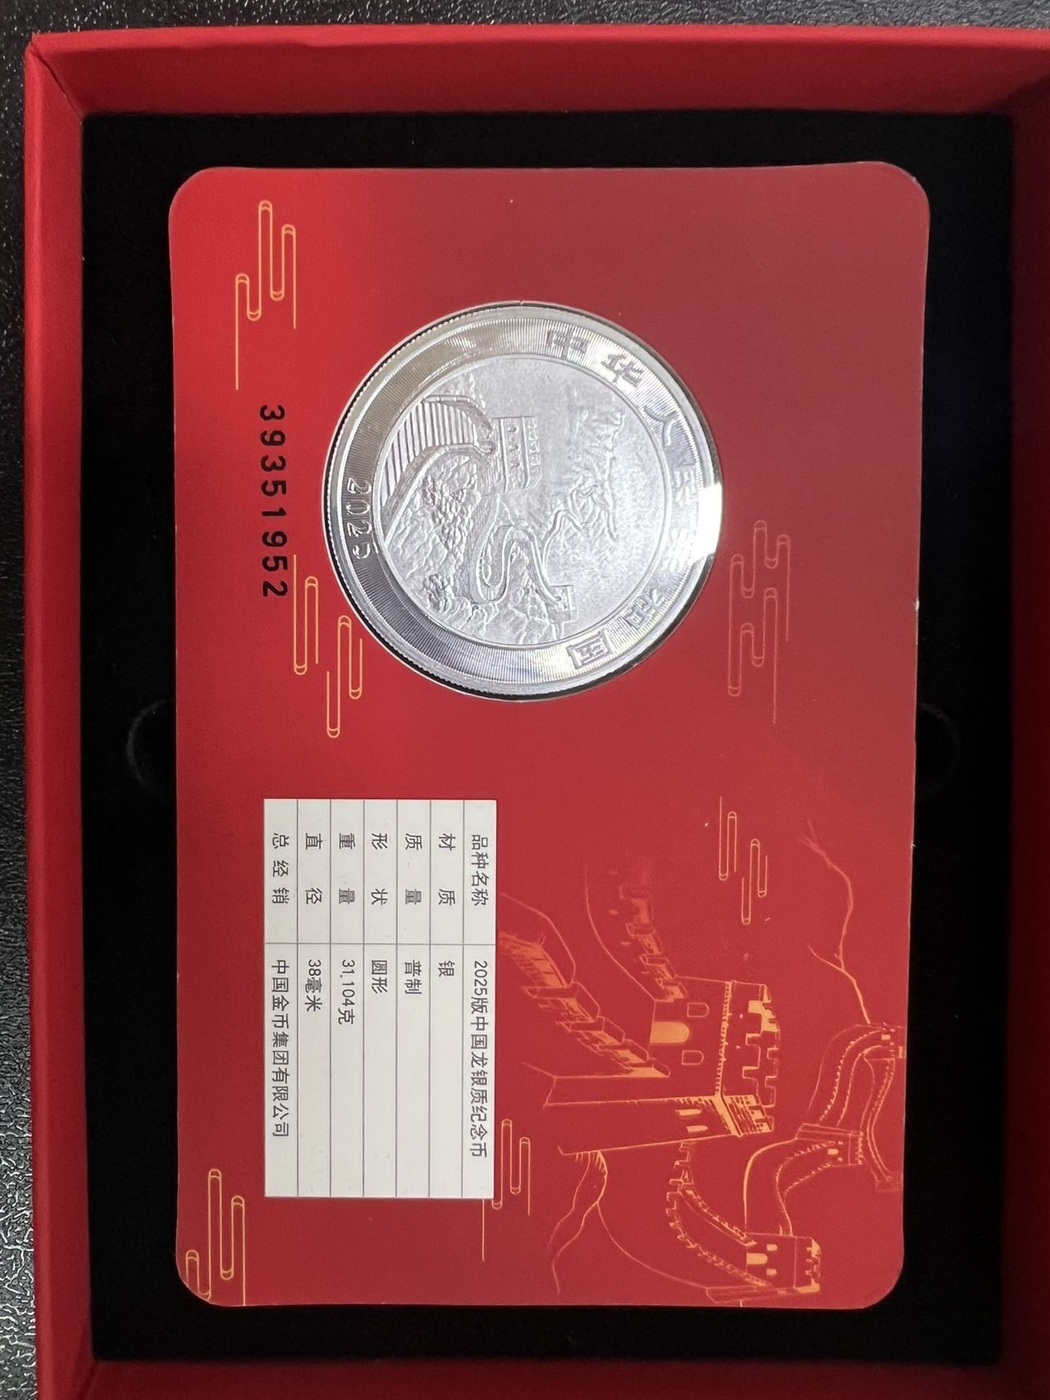 中华人民共和国
2025
39351952
品种名称 2025版中国龙银质纪念币
材质 银
质量 普制
形状 圆形
重量 31.104克
直径 38毫米
总经销 中国金币集团有限公司